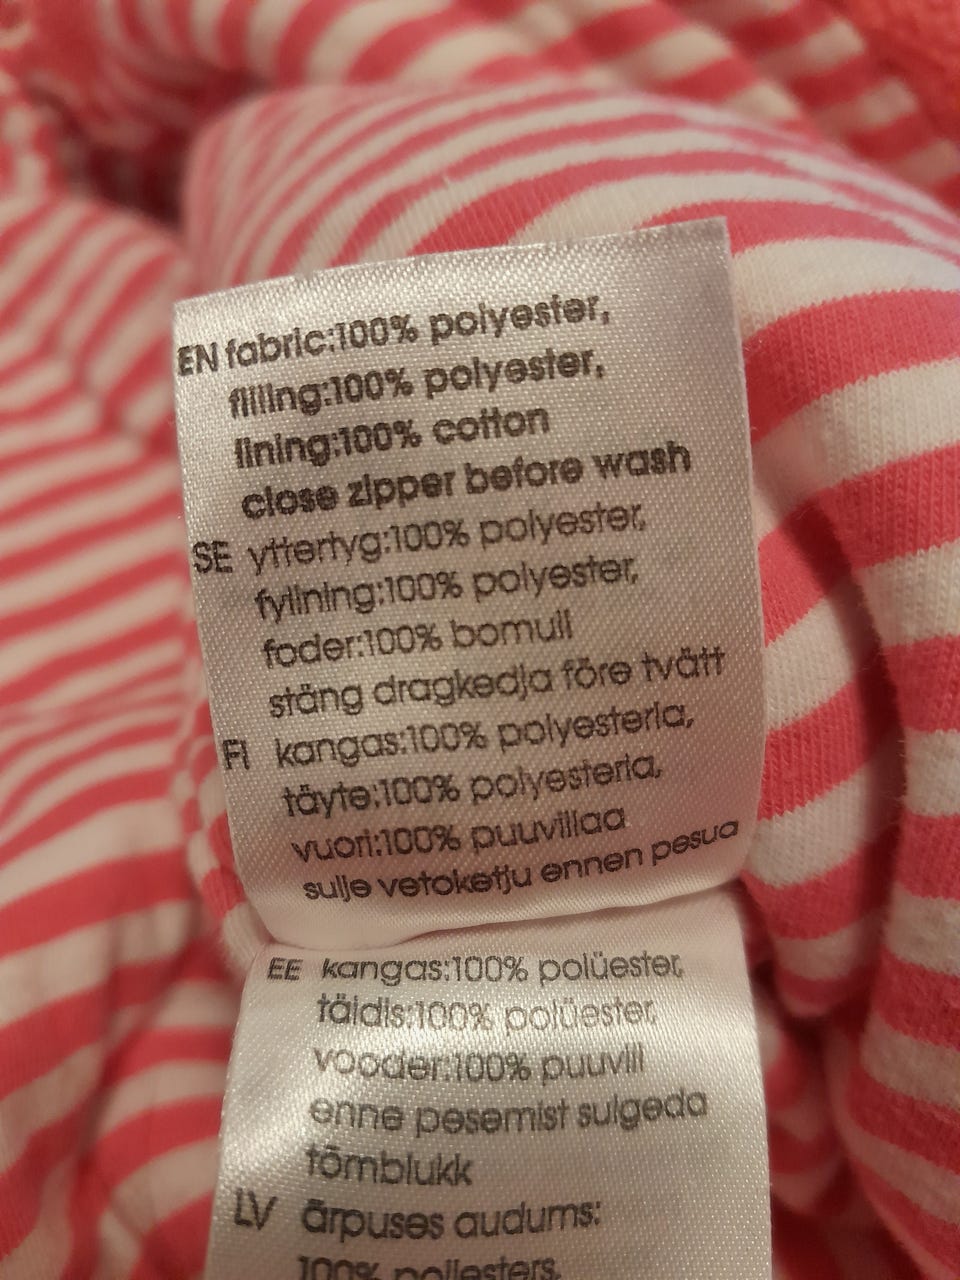 EN fabric:100% polyester,
filling:100% polyester,
lining:100% cotton
close zipper before wash
SE yttertyg:100% polyester,
fyllning:100% polyester,
foder:100% bomull
stäng dragkedja före tvätt
FI kangas:100% polyesteria,
täyte:100% polyesteria,
vuori:100% puuvillaa
sulje vetoketju ennen pesua
EE kangas:100% polüester,
täidis:100% polüester,
vooder:100% puuvill
enne pesemist sulgeda
tõmblukk
LV ārpuses audums:
100% poliesters,